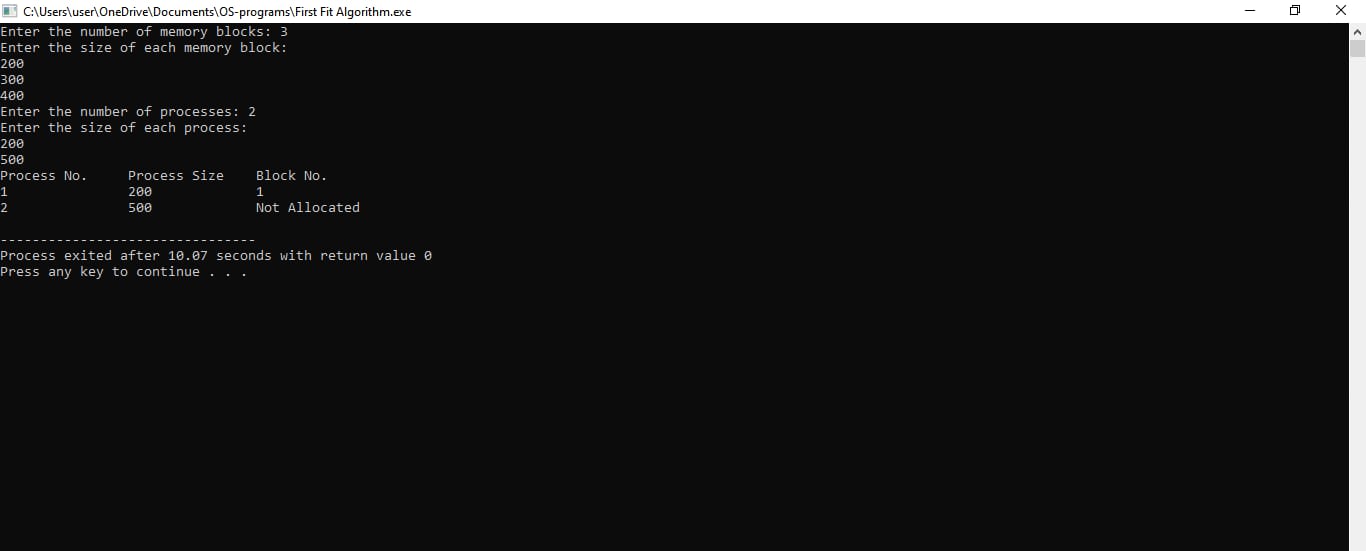 C:\Users\user\OneDrive\Documents\OS-programs\First Fit Algorithm.exe
Enter the number of memory blocks: 3
Enter the size of each memory block:
200
300
400
Enter the number of processes: 2
Enter the size of each process:
200
500
Process No.     Process Size    Block No.
1               200             1
2               500             Not Allocated
--------------------------------
Process exited after 10.07 seconds with return value 0
Press any key to continue . . .